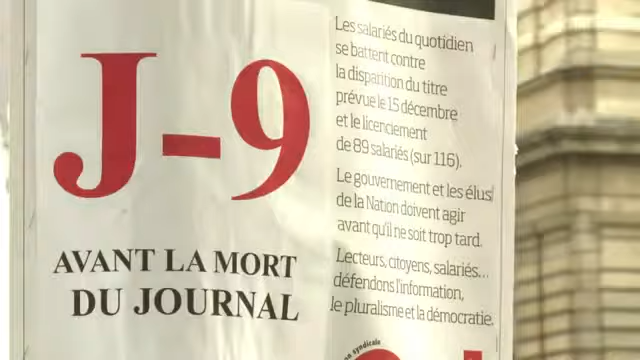 J-9
AVANT LA MORT
DU JOURNAL
Les salariés du quotidien
se battent contre
la disparition du titre
prévue le 15 décembre
et le licenciement
de 89 salariés (sur 116).
Le gouvernement et les élus
de la Nation doivent agir
avant qu'il ne soit trop tard.
Lecteurs, citoyens, salariés...
défendons l'information,
le pluralisme et la démocratie.
syndicale